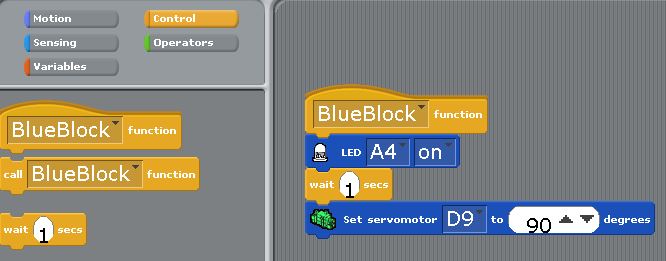 Motion Control
Sensing Operators
Variables
BlueBlock function
call BlueBlock function
wait 1 secs
BlueBlock function
LED A4 on
wait 1 secs
Set servomotor D9 to 90 degrees